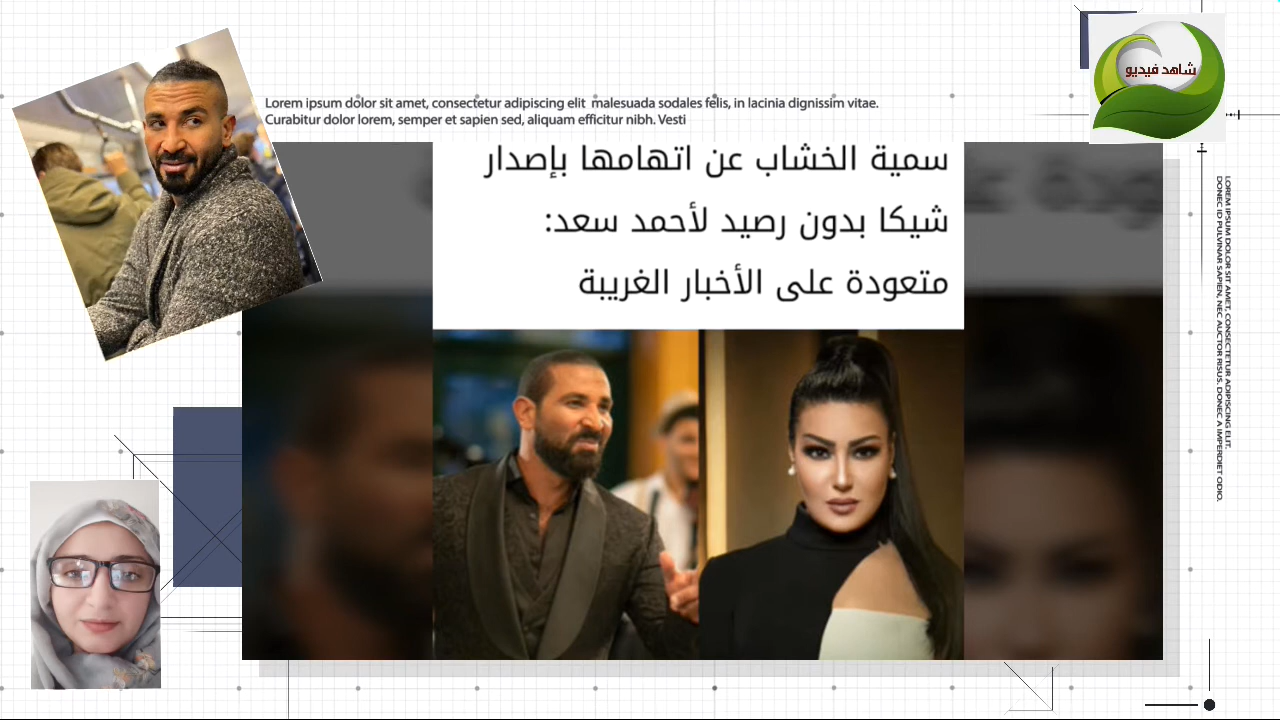 شاهد فيديو
Lorem ipsum dolor sit amet, consectetur adipiscing elit malesuada sodales felis, in lacinia dignissim vitae.
Curabitur dolor lorem, semper et sapien sed, aliquam efficitur nibh. Vesti
سمية الخشاب عن اتهامها بإصدار
شيكا بدون رصيد لأحمد سعد:
متعودة على الأخبار الغريبة
LOREM IPSUM DOLOR SIT AMET, CONSECTETUR ADIPISCING ELIT.
DONEC ID PULVINAR SAPIEN, NEC AUCTOR RISUS. DONEC A IMPERDIET ODIO.